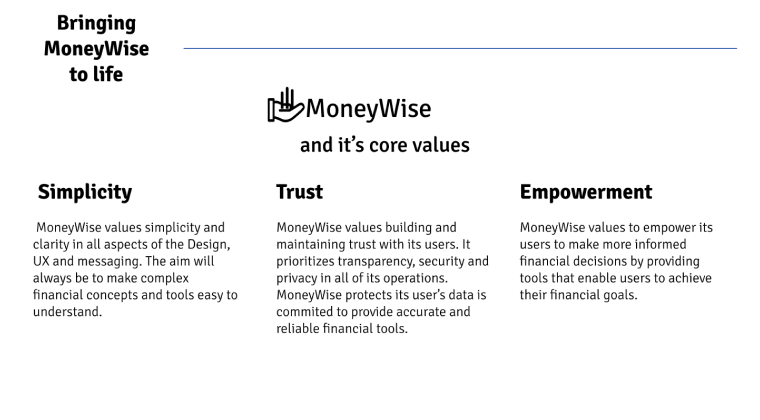 Bringing
MoneyWise
to life
MoneyWise
and it's core values
Simplicity
MoneyWise values simplicity and
clarity in all aspects of the Design,
UX and messaging. The aim will
always be to make complex
financial concepts and tools easy to
understand.
Trust
MoneyWise values building and
maintaining trust with its users. It
prioritizes transparency, security and
privacy in all of its operations.
MoneyWise protects its user's data is
commited to provide accurate and
reliable financial tools.
Empowerment
MoneyWise values to empower its
users to make more informed
financial decisions by providing
tools that enable users to achieve
their financial goals.